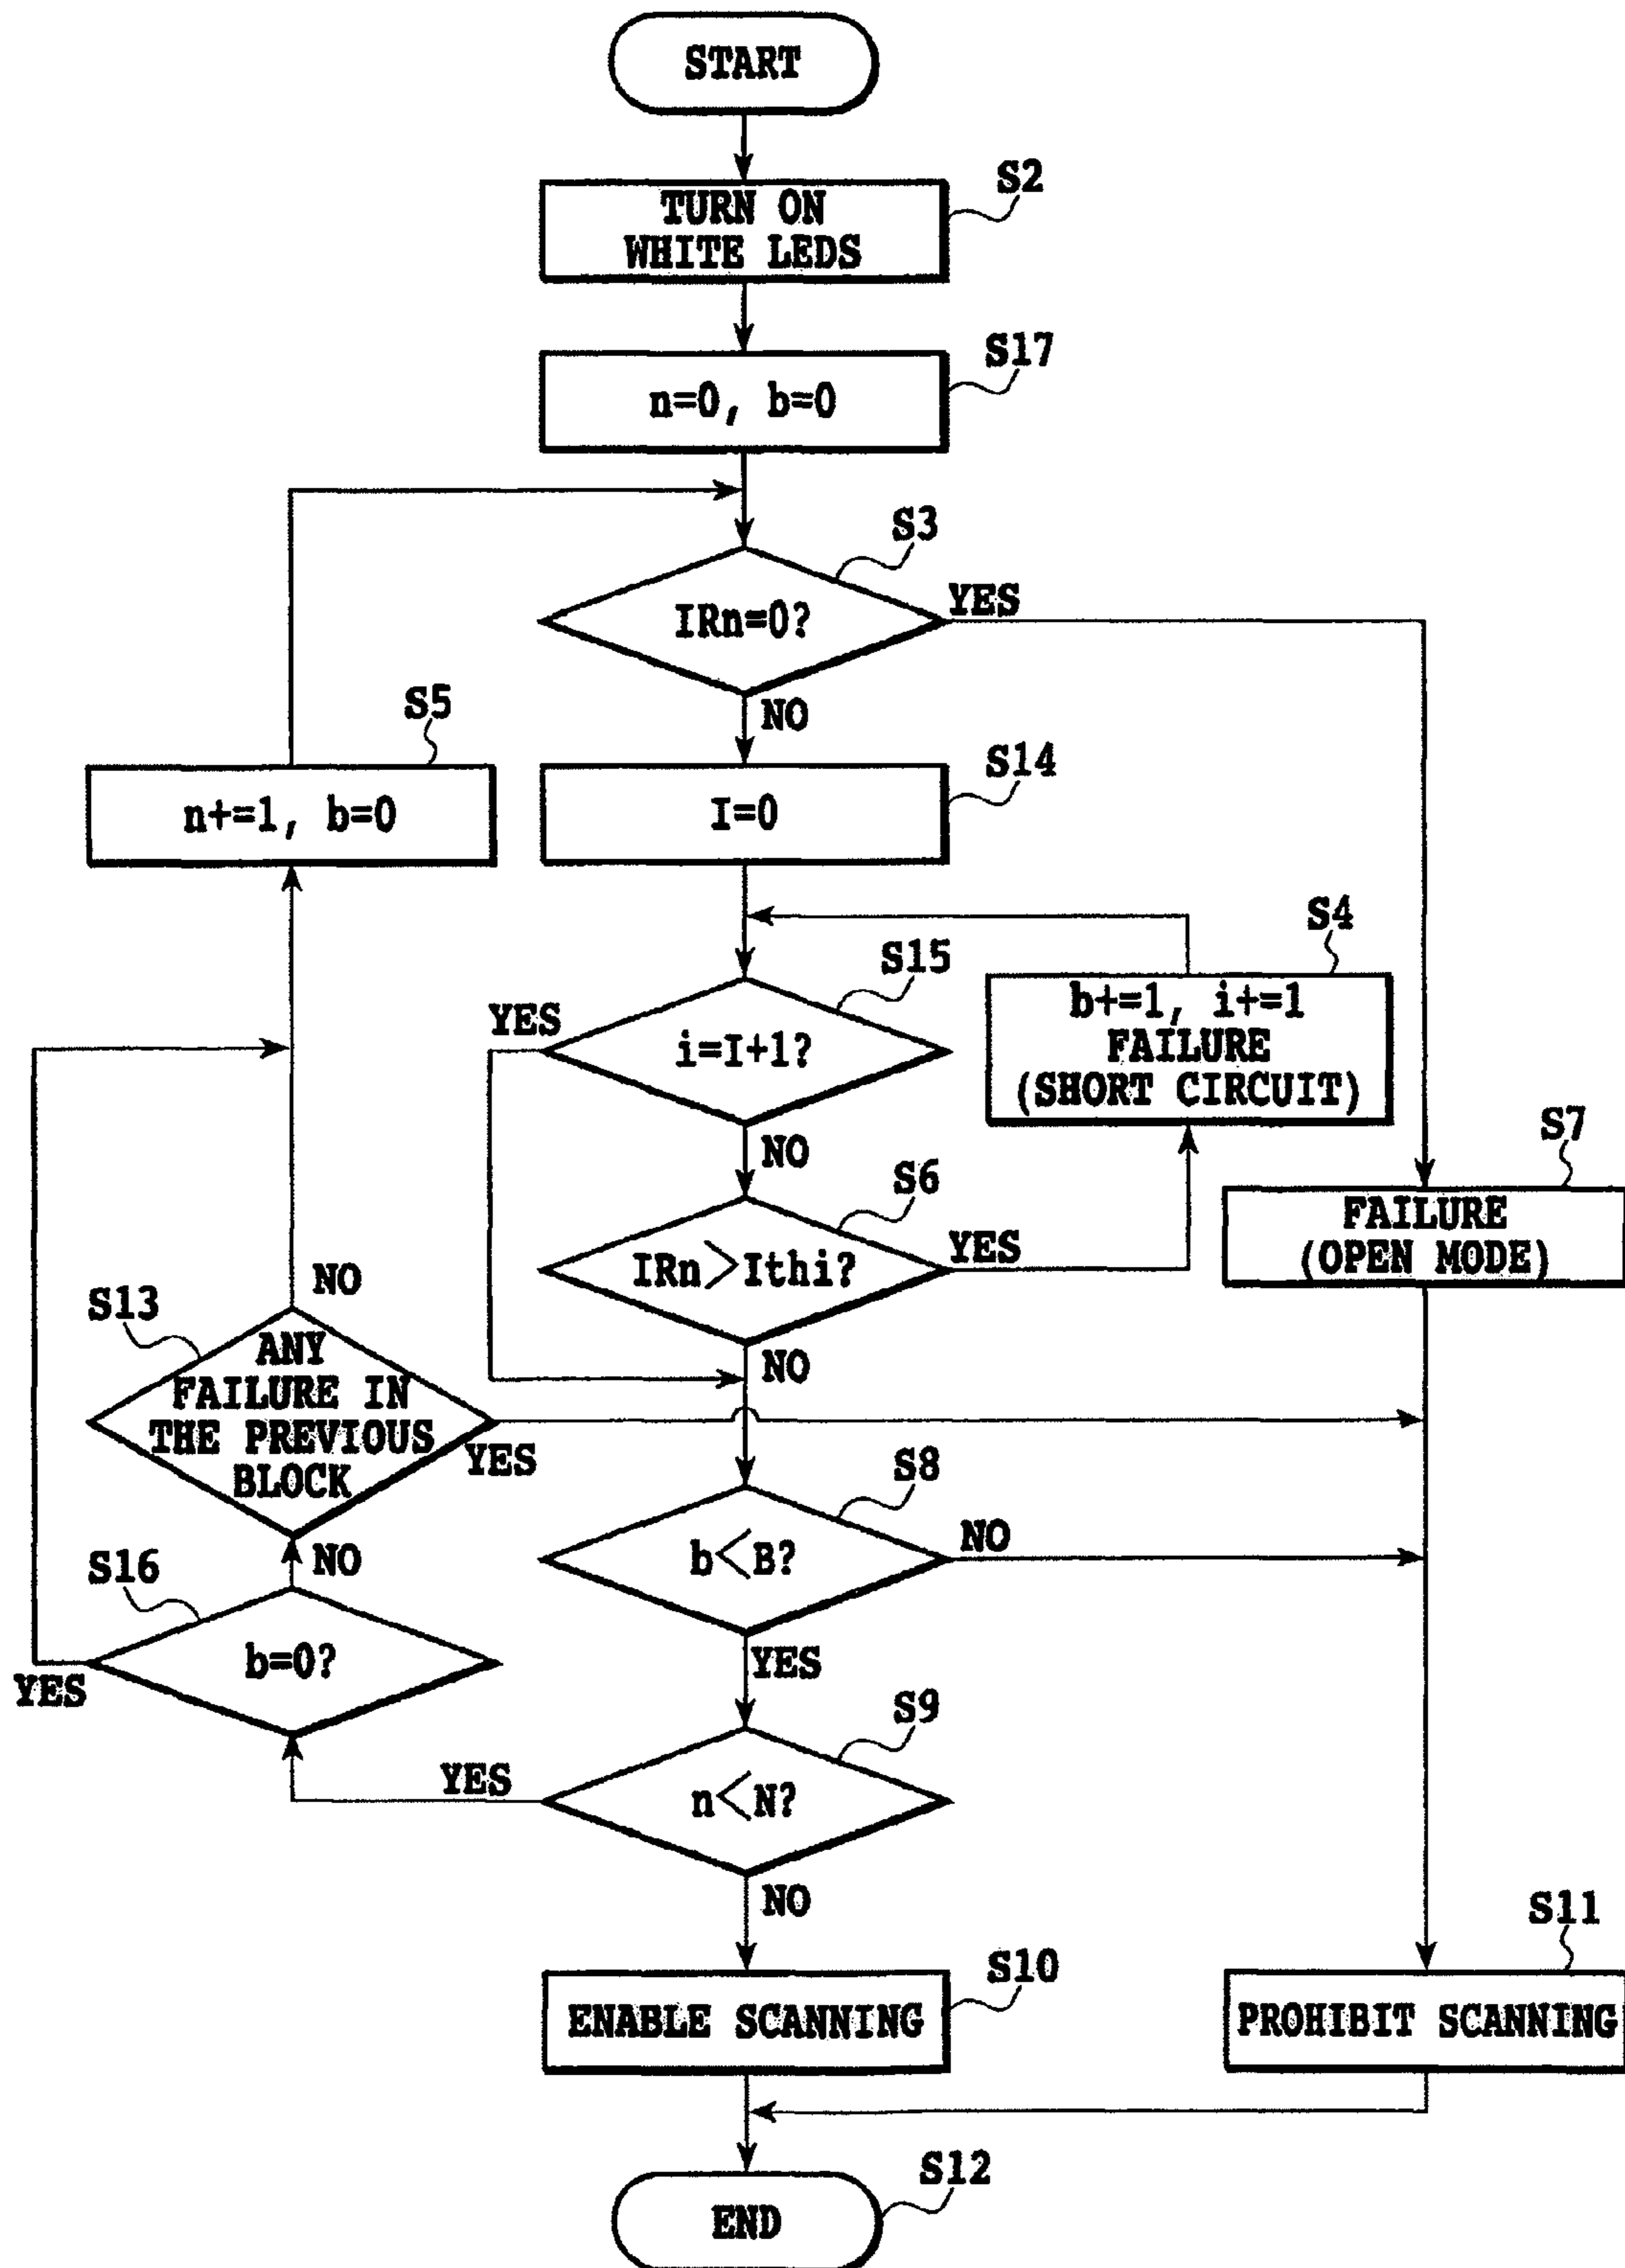 START
S2
TURN ON
WHITE LEDS
S17
n=0, b=0
S3
IRn=0?
YES
NO
S5
n+=1, b=0
S14
I=0
S4
b+=1, i+=1
FAILURE
(SHORT CIRCUIT)
S15
YES
i=I+1?
NO
S7
FAILURE
(OPEN MODE)
S6
IRn>Ithi?
YES
NO
S13
NO
ANY
FAILURE IN
THE PREVIOUS
BLOCK
YES
S8
b<B?
NO
YES
S16
NO
b=0?
YES
S9
YES
n<N?
NO
S10
ENABLE SCANNING
S11
PROHIBIT SCANNING
S12
END